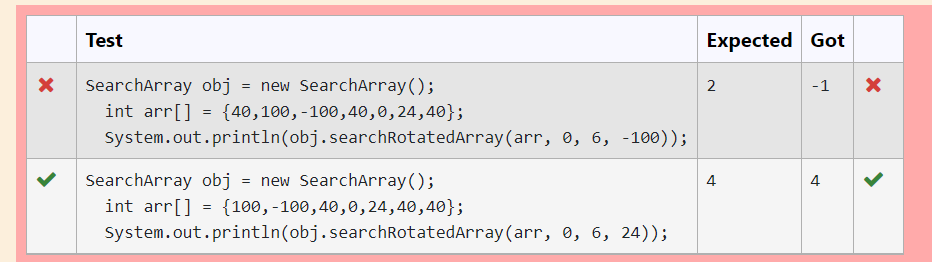 Test Expected Got
SearchArray obj = new SearchArray(); 2 -1
int arr[] = {40,100,-100,40,0,24,40};
System.out.println(obj.searchRotatedArray(arr, 0, 6, -100));
SearchArray obj = new SearchArray(); 4 4
int arr[] = {100,-100,40,0,24,40,40};
System.out.println(obj.searchRotatedArray(arr, 0, 6, 24));